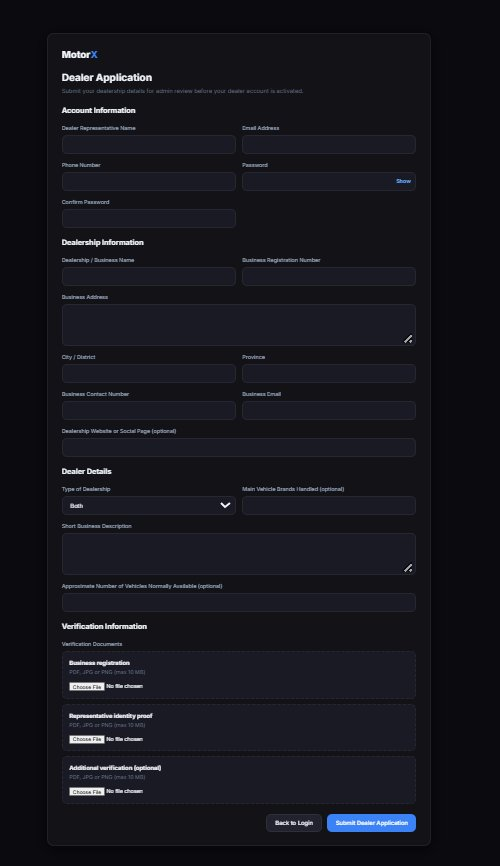 MotorX
Dealer Application
Submit your dealership details for admin review before your dealer account is activated.
Account Information
Dealer Representative Name
Email Address
Phone Number
Password
Show
Confirm Password
Dealership Information
Dealership / Business Name
Business Registration Number
Business Address
City / District
Province
Business Contact Number
Business Email
Dealership Website or Social Page (optional)
Dealer Details
Type of Dealership
Main Vehicle Brands Handled (optional)
Both
Short Business Description
Approximate Number of Vehicles Normally Available (optional)
Verification Information
Verification Documents
Business registration
PDF, JPG or PNG (max 10 MB)
Choose File No file chosen
Representative identity proof
PDF, JPG or PNG (max 10 MB)
Choose File No file chosen
Additional verification (optional)
PDF, JPG or PNG (max 10 MB)
Choose File No file chosen
Back to Login
Submit Dealer Application